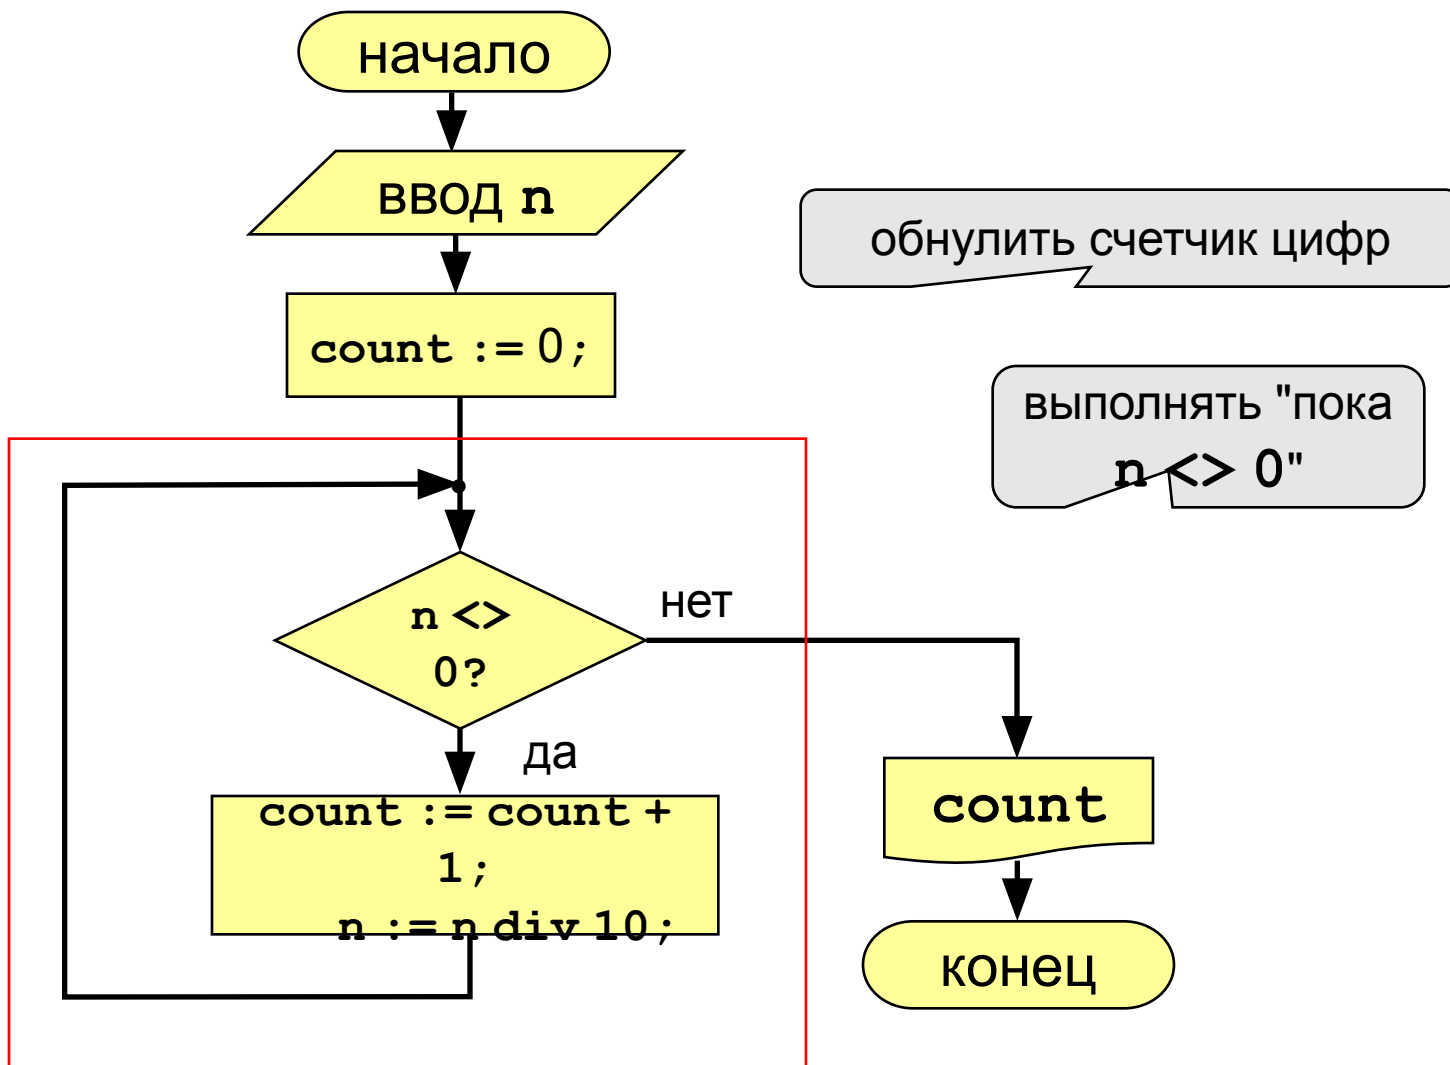 начало
ввод n
обнулить счетчик цифр
count := 0;
выполнять "пока
n <> 0"
n <>
0?
нет
да
count := count +
1;
n := n div 10;
count
конец